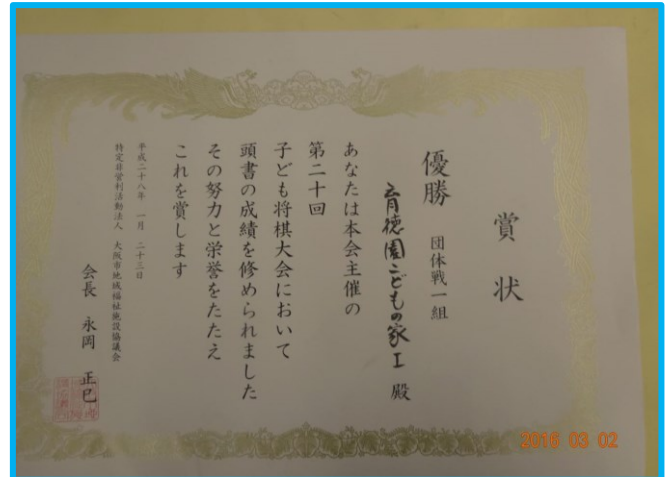 賞状
優勝 団体戦一組
育徳園こどもの家I 殿
あなたは本会主催の
第二十回
子ども将棋大会において
頭書の成績を修められました
その努力と栄誉をたたえ
これを賞します
平成二十八年 一月 二十三日
特定非営利活動法人 大阪市地域福祉施設協議会
会長 永岡 正巳
2016 03 02